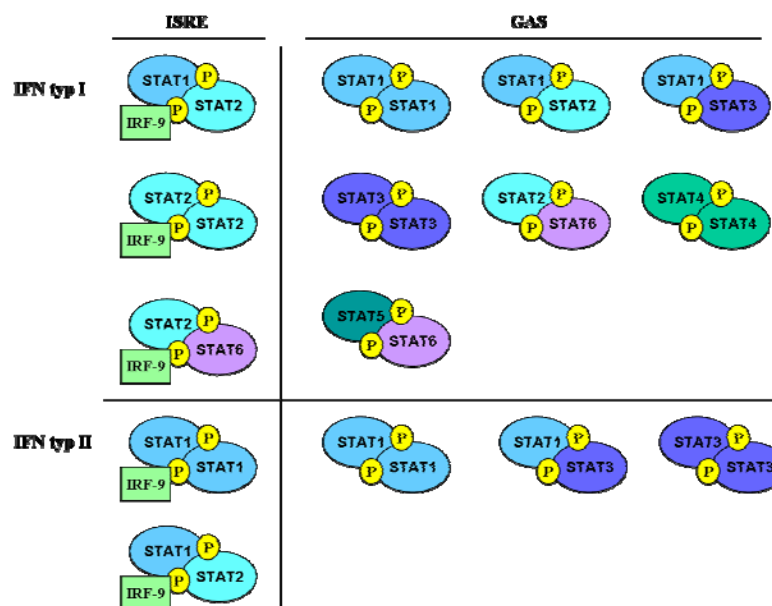 ISRE GAS
IFN typ I
STAT1 P STAT2 P IRF-9
STAT1 P STAT1 P
STAT1 P STAT2 P
STAT1 P STAT3 P
STAT2 P STAT2 P IRF-9
STAT3 P STAT3 P
STAT2 P STAT6 P
STAT4 P STAT4 P
STAT2 P STAT6 P IRF-9
STAT5 P STAT6 P
IFN typ II
STAT1 P STAT1 P IRF-9
STAT1 P STAT1 P
STAT1 P STAT3 P
STAT3 P STAT3 P
STAT1 P STAT2 P IRF-9